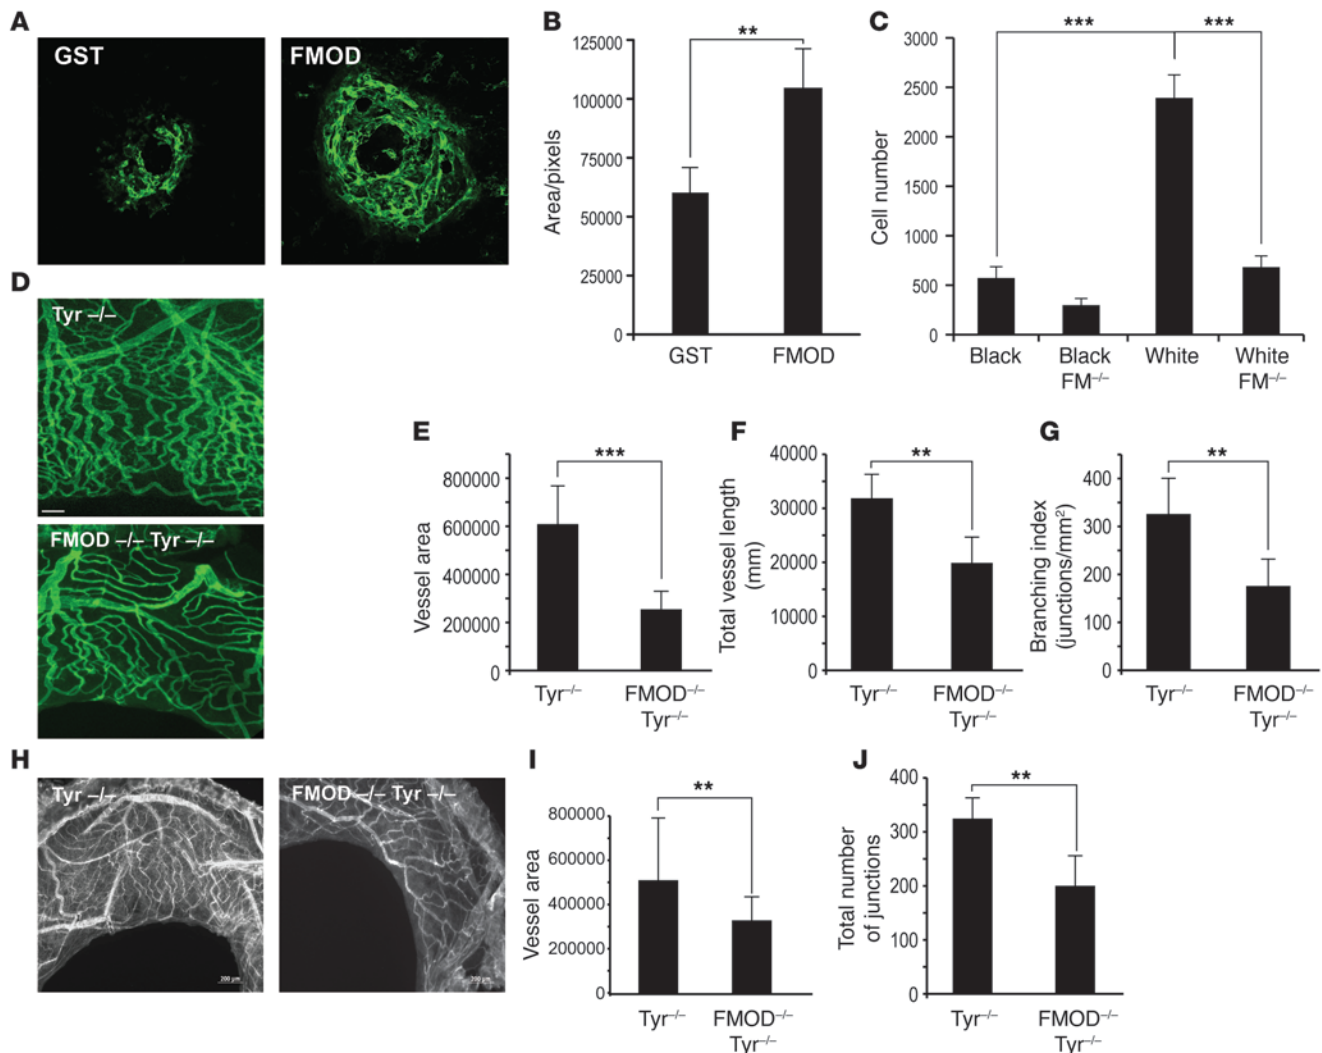 A
GST
FMOD
B
**
125000
100000
75000
50000
25000
0
Area/pixels
GST
FMOD
C
***
***
3000
2500
2000
1500
1000
500
0
Cell number
Black
Black
FM–/–
White
White
FM–/–
D
Tyr –/–
FMOD –/– Tyr –/–
E
***
800000
600000
400000
200000
0
Vessel area
Tyr–/–
FMOD–/–
Tyr–/–
F
**
40000
30000
20000
10000
0
Total vessel length
(mm)
Tyr–/–
FMOD–/–
Tyr–/–
G
**
400
300
200
100
0
Branching index
(junctions/mm²)
Tyr–/–
FMOD–/–
Tyr–/–
H
Tyr –/–
200 µm
FMOD –/– Tyr –/–
200 µm
I
**
800000
600000
400000
200000
0
Vessel area
Tyr–/–
FMOD–/–
Tyr–/–
J
**
400
300
200
100
0
Total number
of junctions
Tyr–/–
FMOD–/–
Tyr–/–